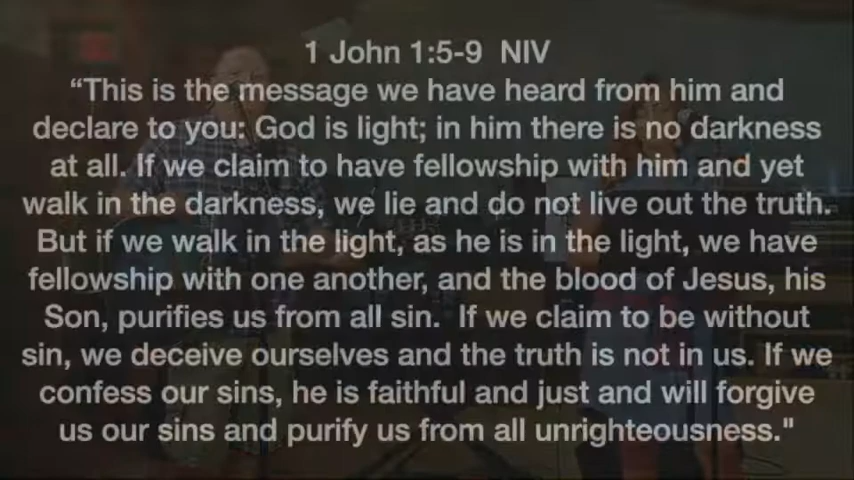 1 John 1:5-9  NIV
“This is the message we have heard from him and
declare to you: God is light; in him there is no darkness
at all. If we claim to have fellowship with him and yet
walk in the darkness, we lie and do not live out the truth.
But if we walk in the light, as he is in the light, we have
fellowship with one another, and the blood of Jesus, his
Son, purifies us from all sin.  If we claim to be without
sin, we deceive ourselves and the truth is not in us. If we
confess our sins, he is faithful and just and will forgive
us our sins and purify us from all unrighteousness."